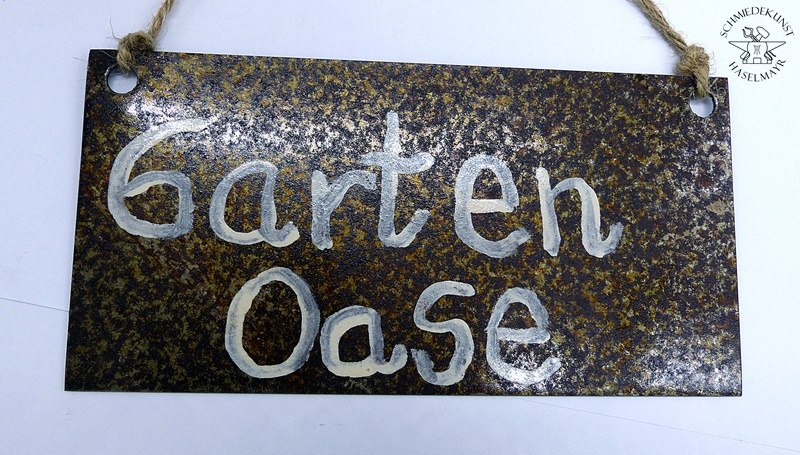 Garten
Oase
SCHMIEDEKUNST
HASELMAYR